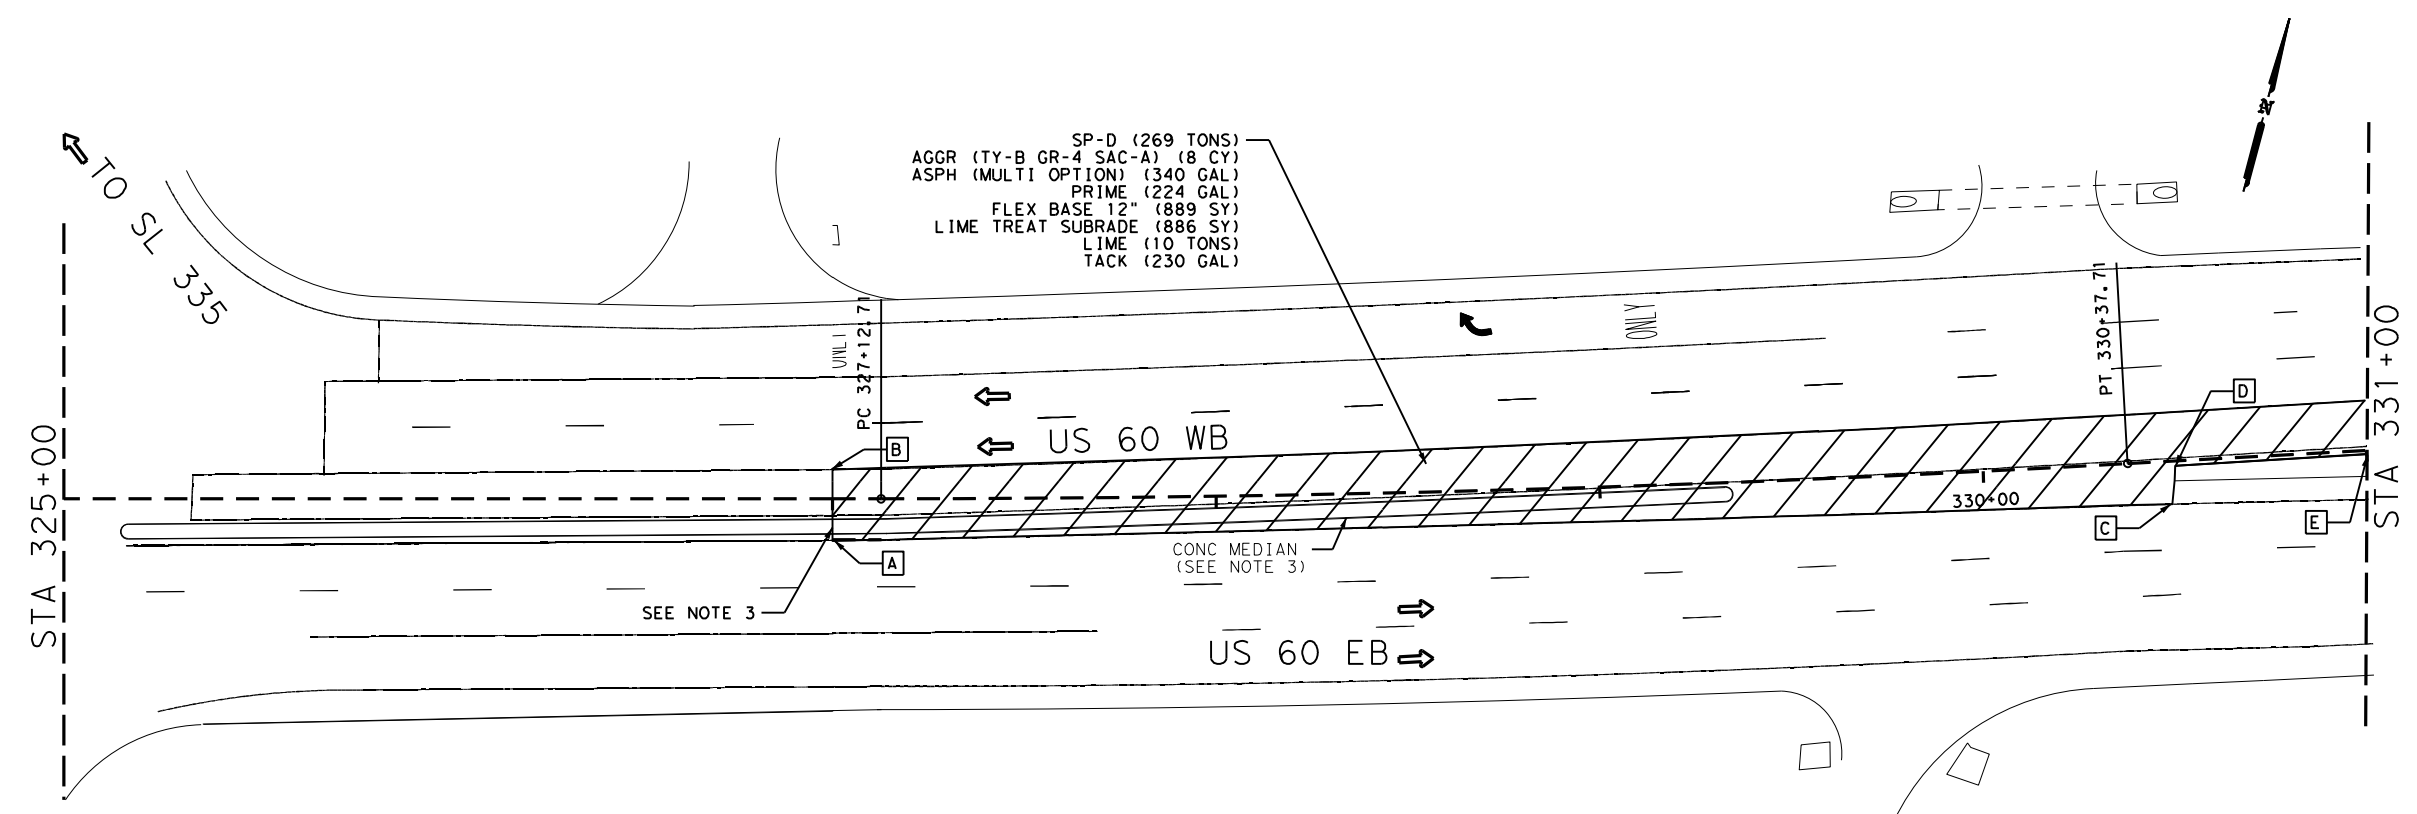 SP-D (269 TONS)
AGGR (TY-B GR-4 SAC-A) (8 CY)
ASPH (MULTI OPTION) (340 GAL)
PRIME (224 GAL)
FLEX BASE 12" (889 SY)
LIME TREAT SUBRADE (886 SY)
LIME (10 TONS)
TACK (230 GAL)
N
TO SL 335
PC 327+12.71
ONLY
PT 330+37.71
STA 331+00
D
US 60 WB
B
STA 325+00
330+00
C
E
CONC MEDIAN
(SEE NOTE 3)
A
SEE NOTE 3
US 60 EB